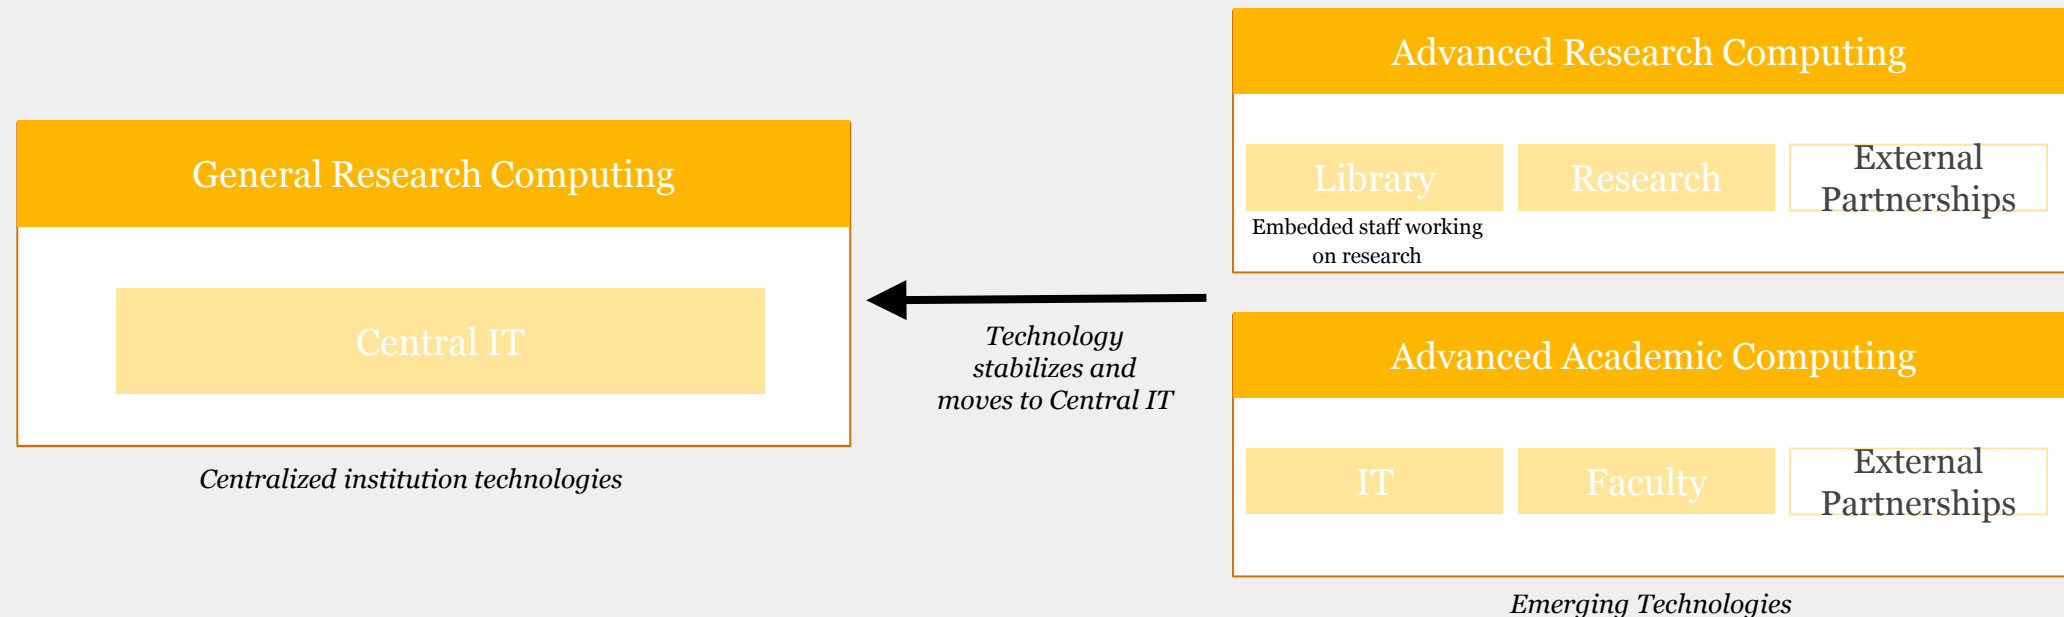 General Research Computing
Central IT
Centralized institution technologies
Technology
stabilizes and
moves to Central IT
Advanced Research Computing
Library
Research
External
Partnerships
Embedded staff working
on research
Advanced Academic Computing
IT
Faculty
External
Partnerships
Emerging Technologies